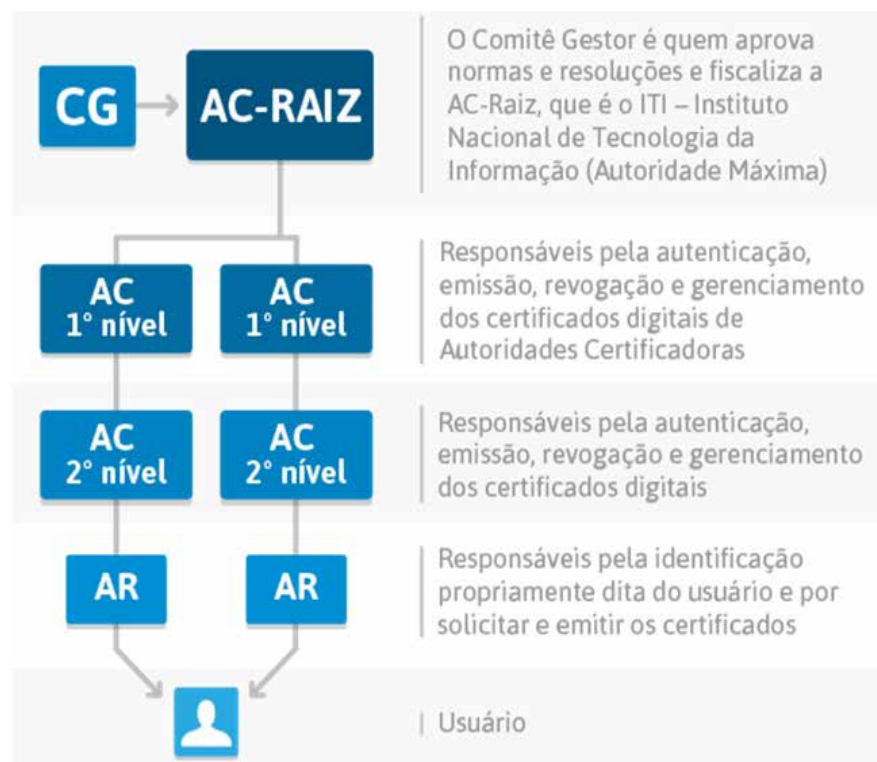 CG
AC-RAIZ
O Comitê Gestor é quem aprova
normas e resoluções e fiscaliza a
AC-Raiz, que é o ITI – Instituto
Nacional de Tecnologia da
Informação (Autoridade Máxima)
AC
1° nível
AC
1° nível
Responsáveis pela autenticação,
emissão, revogação e gerenciamento
dos certificados digitais de
Autoridades Certificadoras
AC
2° nível
AC
2° nível
Responsáveis pela autenticação,
emissão, revogação e gerenciamento
dos certificados digitais
AR
AR
Responsáveis pela identificação
propriamente dita do usuário e por
solicitar e emitir os certificados
Usuário